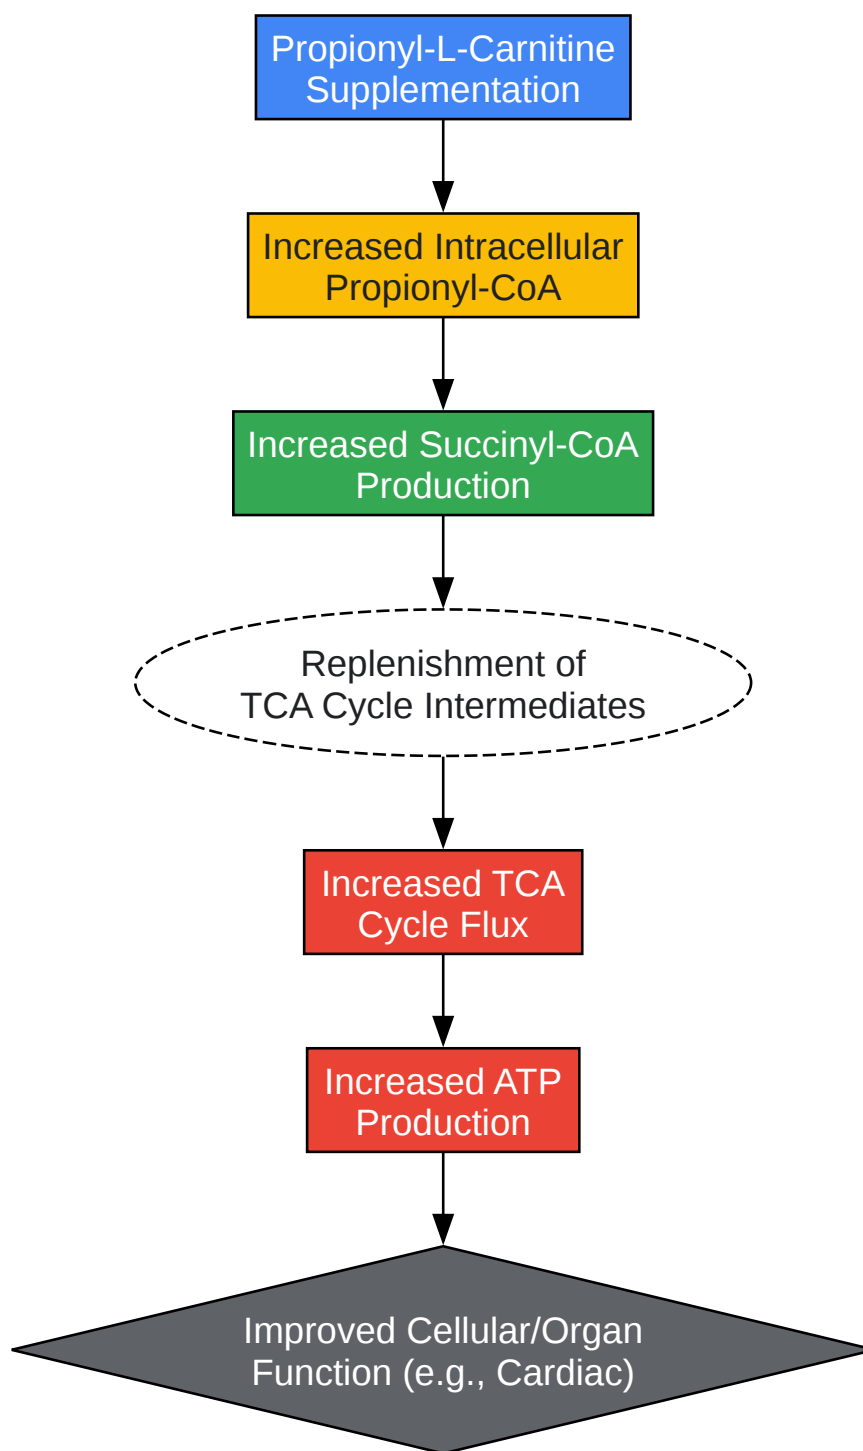 Propionyl-L-Carnitine
Supplementation
Increased Intracellular
Propionyl-CoA
Increased Succinyl-CoA
Production
Replenishment of
TCA Cycle Intermediates
Increased TCA
Cycle Flux
Increased ATP
Production
Improved Cellular/Organ
Function (e.g., Cardiac)